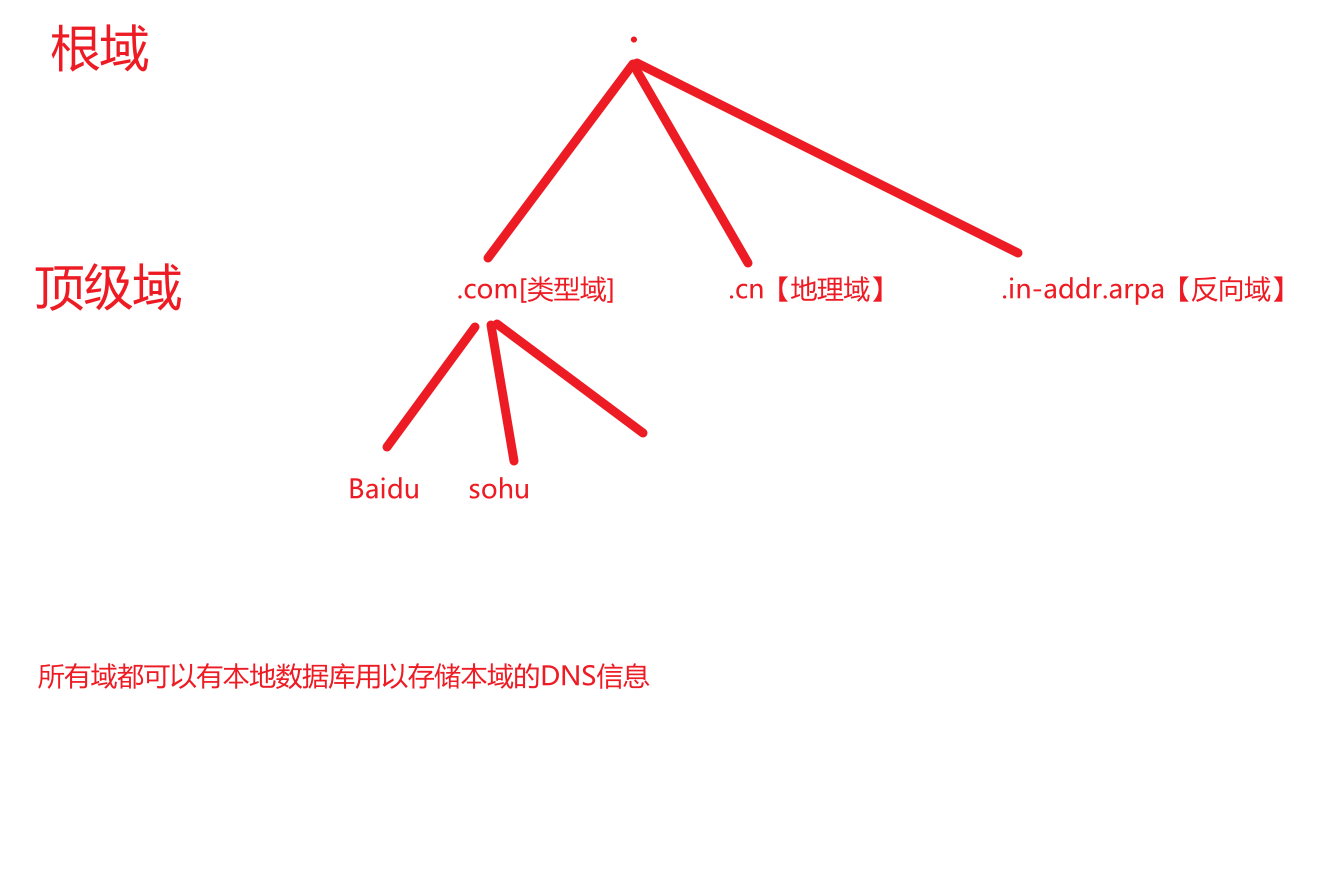 根域
.
顶级域
.com[类型域]
.cn【地理域】
.in-addr.arpa【反向域】
Baidu
sohu
所有域都可以有本地数据库用以存储本域的DNS信息